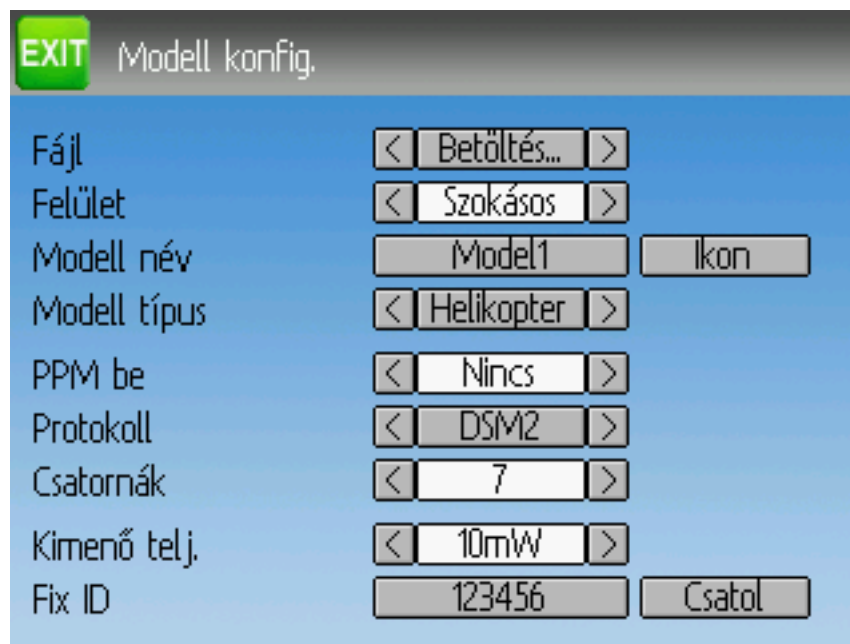 EXIT Modell konfig.
Fájl < Betöltés... >
Felület < Szokásos >
Modell név Model1 Ikon
Modell típus < Helikopter >
PPM be < Nincs >
Protokoll < DSM2 >
Csatornák < 7 >
Kimenő telj. < 10mW >
Fix ID 123456 Csatol